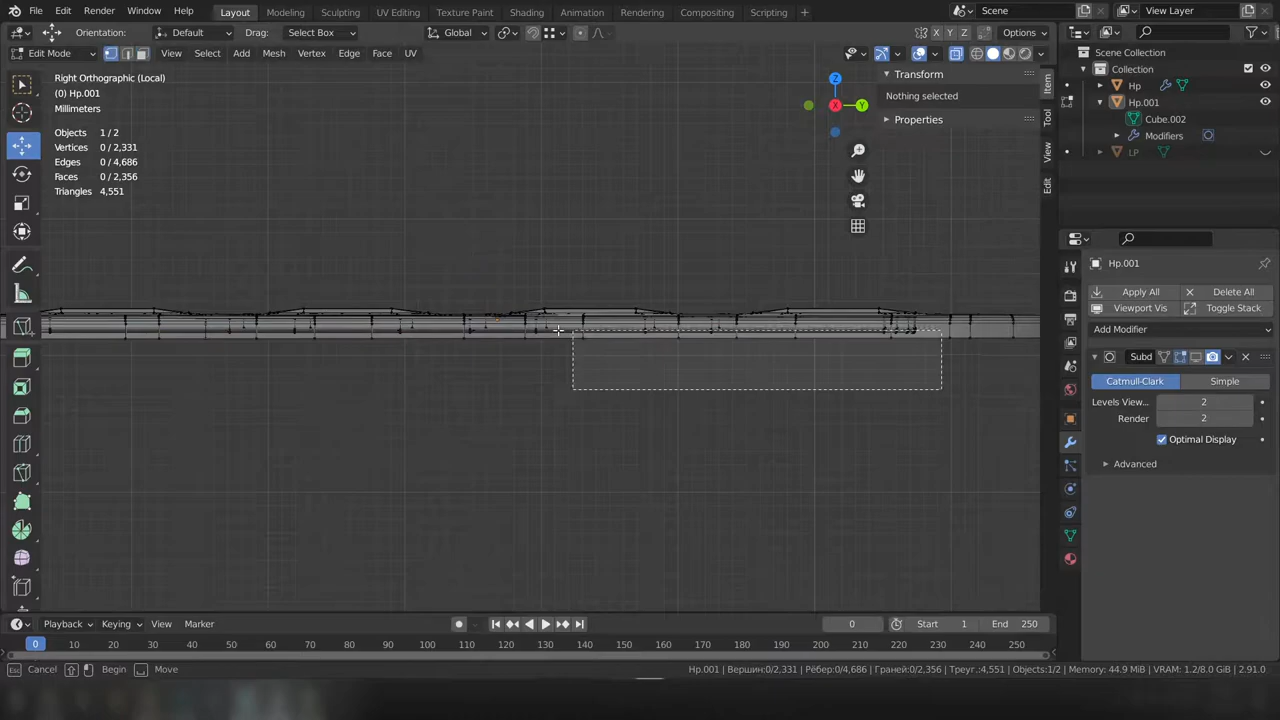 File Edit Render Window Help Layout Modeling Sculpting UV Editing Texture Paint Shading Animation Rendering Compositing Scripting + Scene View Layer
Orientation: Default Drag: Select Box Global X Y Z Options
Edit Mode View Select Add Mesh Vertex Edge Face UV
Right Orthographic (Local)
(0) Hp.001
Millimeters
Objects 1 / 2
Vertices 0 / 2,331
Edges 0 / 4,686
Faces 0 / 2,356
Triangles 4,551
Z
X
Y
Transform
Nothing selected
Properties
Item
Tool
View
Edit
Scene Collection
Collection
Hp
Hp.001
Cube.002
Modifiers
LP
Hp.001
Apply All Delete All
Viewport Vis Toggle Stack
Add Modifier
Subd
Catmull-Clark Simple
Levels View... 2
Render 2
Optimal Display
Advanced
Playback Keying View Marker 0 Start 1 End 250
0 10 20 30 40 50 60 70 80 90 100 110 120 130 140 150 160 170 180 190 200 210 220 230 240 250
Cancel Begin Move Hp.001 | Вершин:0/2,331 | Рёбер:0/4,686 | Граней:0/2,356 | Треуг.:4,551 | Objects:1/2 | Memory: 44.9 MiB | VRAM: 1.2/8.0 GiB | 2.91.0